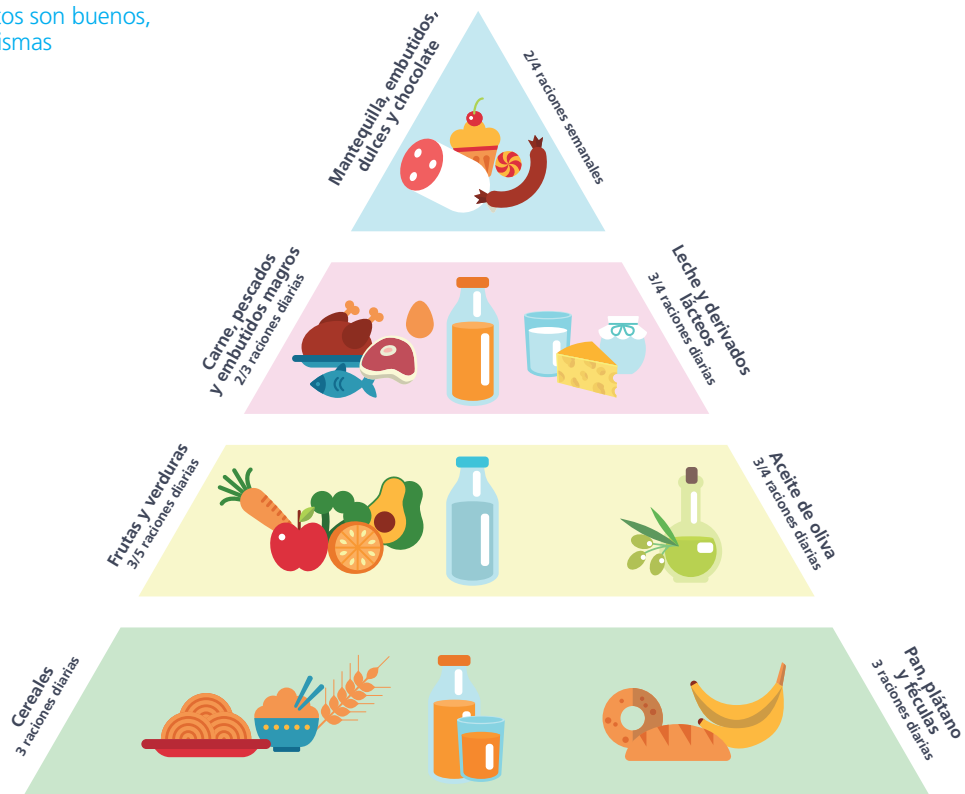 os son buenos,
ismas
Mantequilla, embutidos,
dulces y chocolate
2/4 raciones semanales
Carne, pescados
y embutidos magros
2/3 raciones diarias
Leche y derivados
lácteos
3/4 raciones diarias
Frutas y verduras
3/5 raciones diarias
Aceite de oliva
3/4 raciones diarias
Cereales
3 raciones diarias
Pan, plátano
y féculas
3 raciones diarias